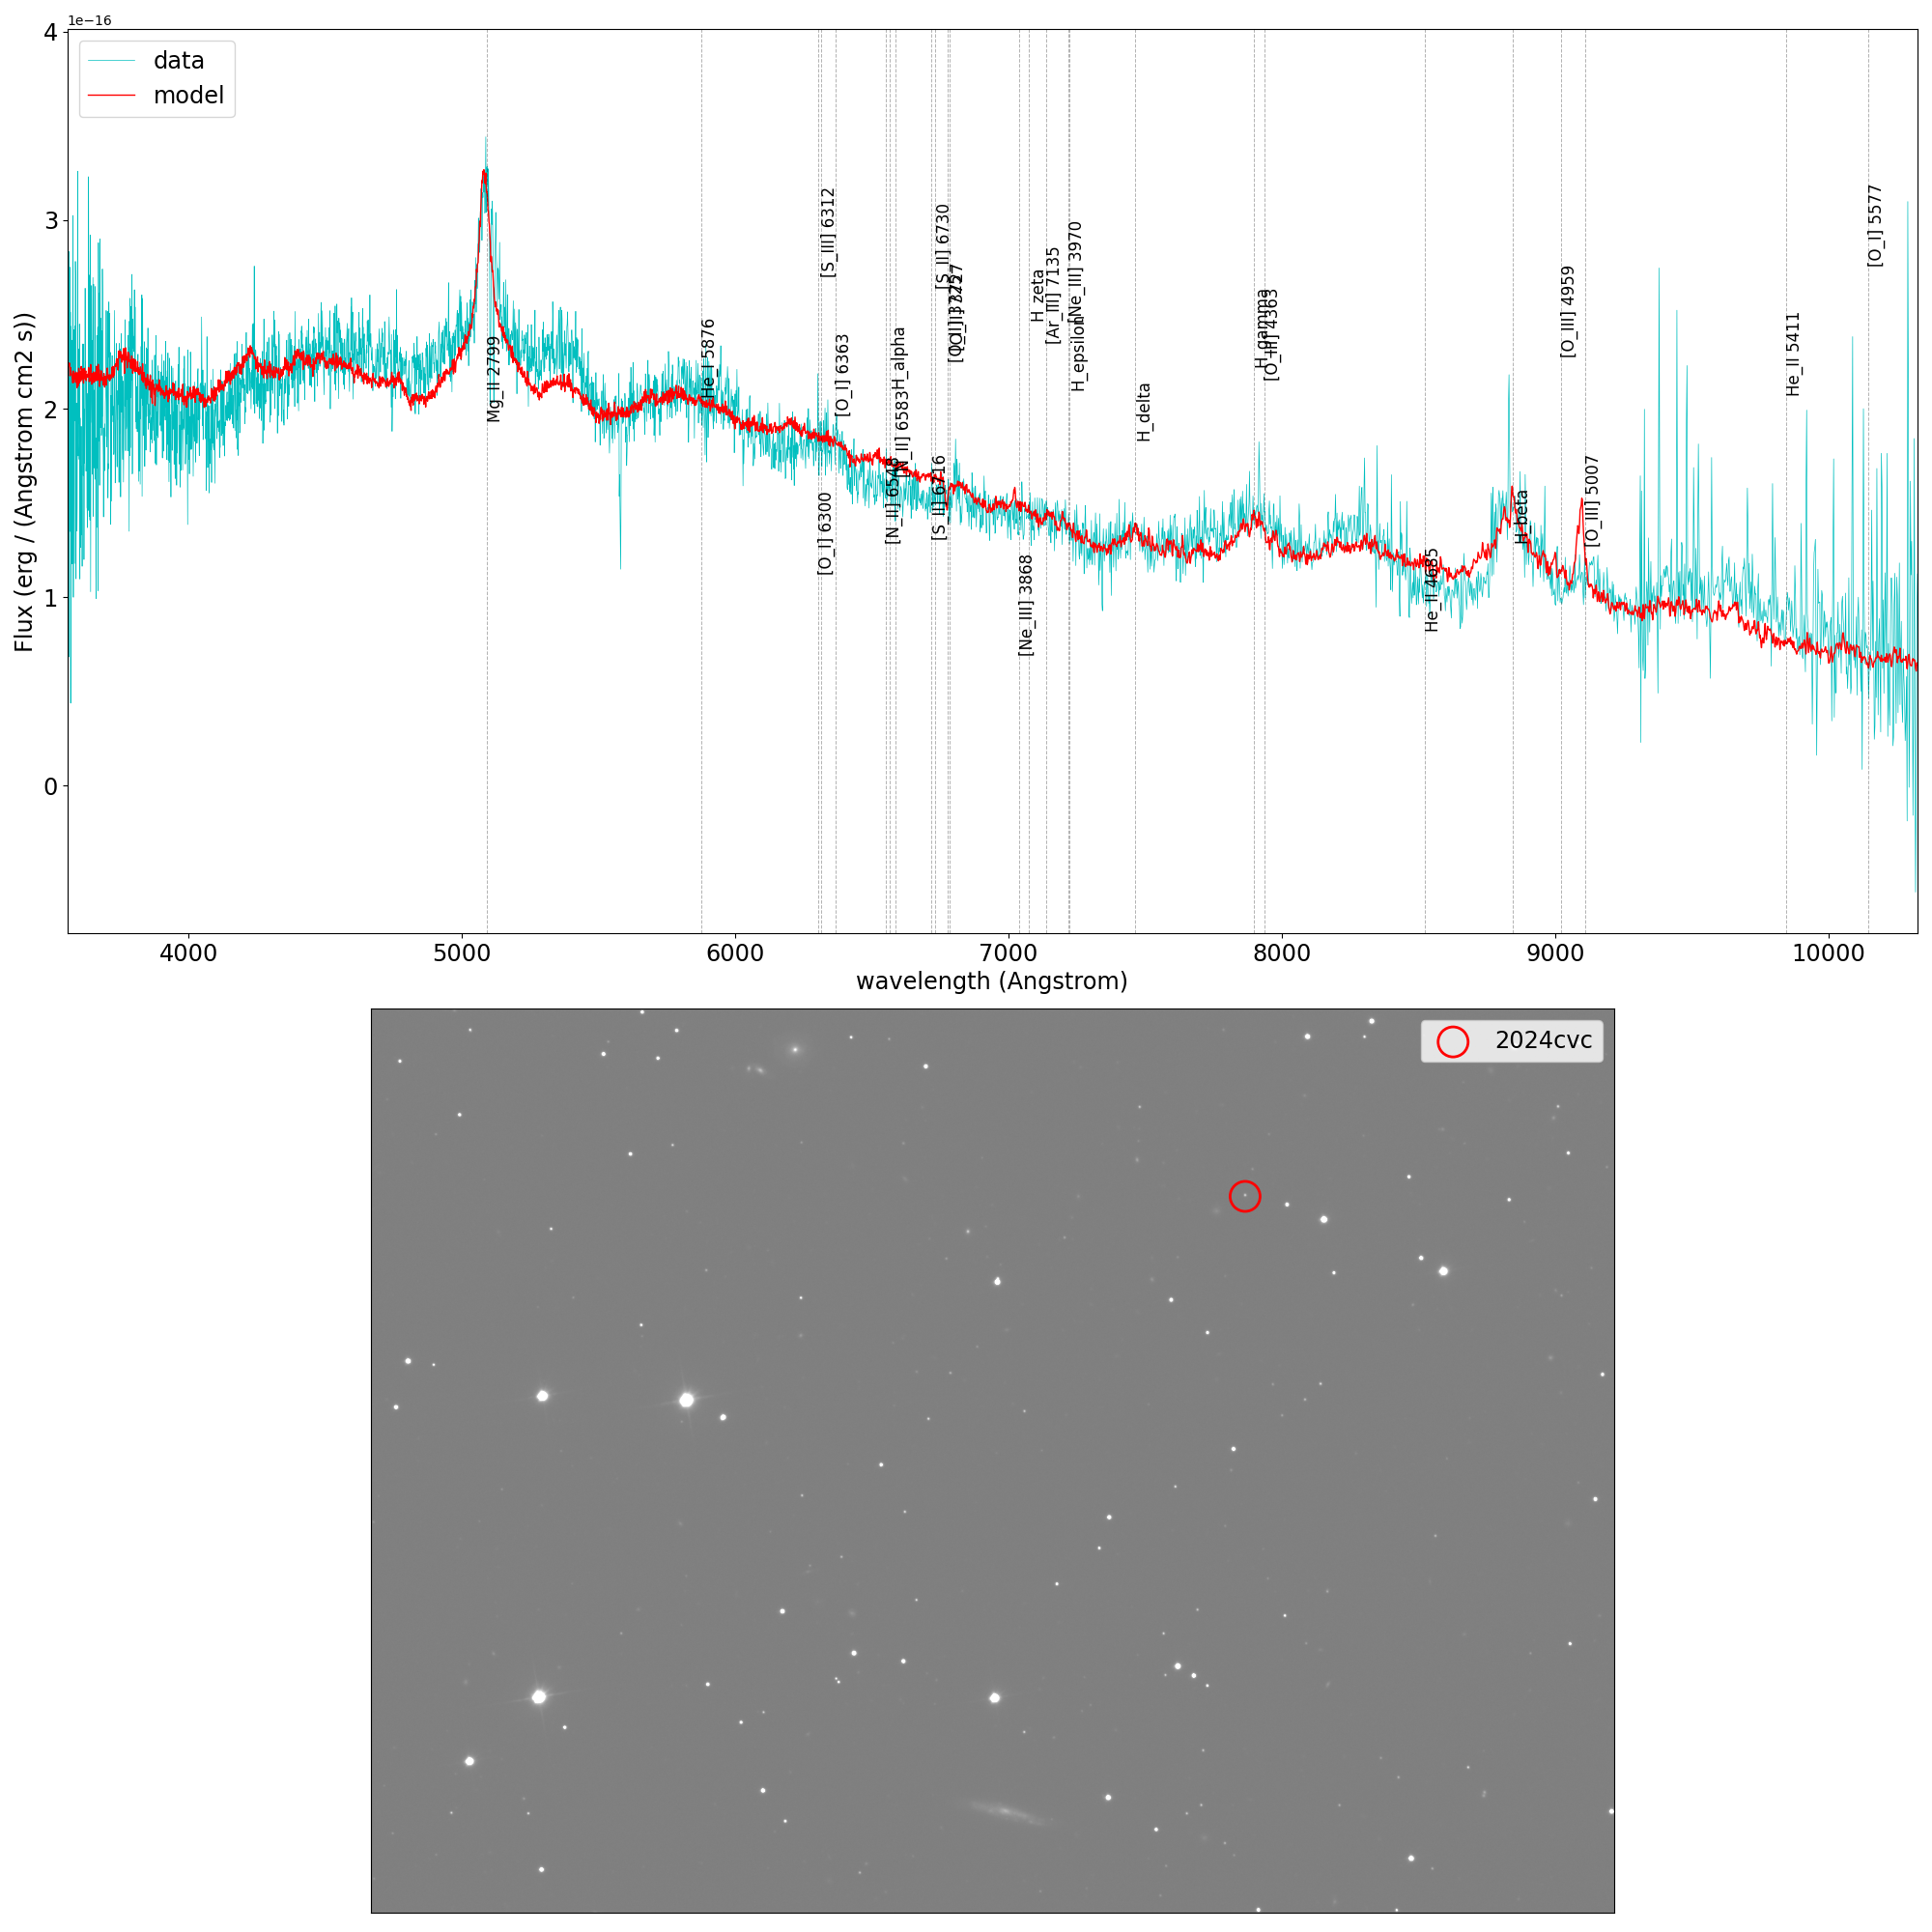 1e−16
4
3
2
1
0
Flux (erg / (Angstrom cm2 s))
data
model
Mg_II 2799
He_I 5876
[O_I] 6300
[S_III] 6312
[O_I] 6363
[N_II] 6548
H_alpha
[N_II] 6583
[S_II] 6716
[S_II] 6730
[Ne_III] 3868
H_zeta
[Ar_III] 7135
[Ne_III] 3970
H_epsilon
H_delta
H_gamma
[O_III] 4363
He_II 4685
H_beta
[O_III] 4959
[O_III] 5007
He_II 5411
[O_I] 5577
4000
5000
6000
7000
8000
9000
10000
wavelength (Angstrom)
2024cvc